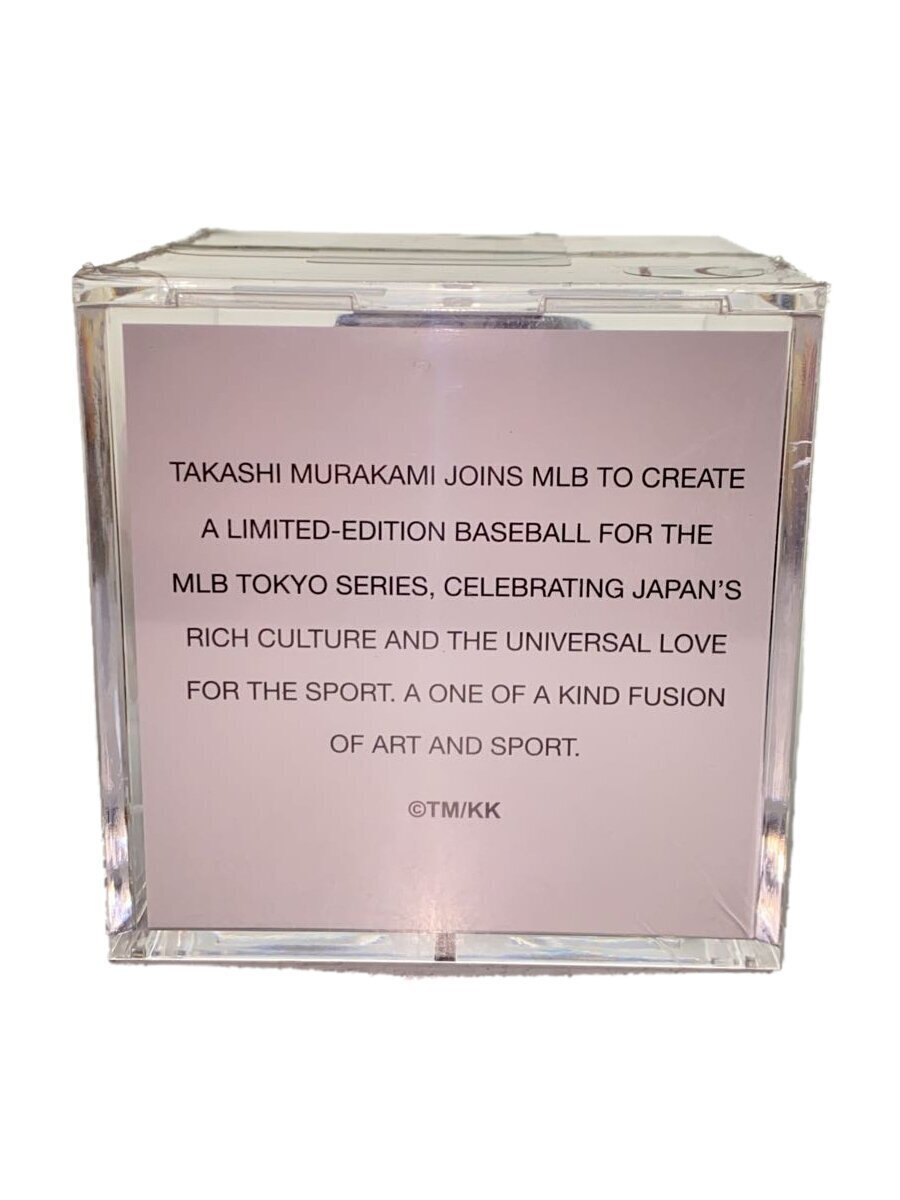 TAKASHI MURAKAMI JOINS MLB TO CREATE
A LIMITED-EDITION BASEBALL FOR THE
MLB TOKYO SERIES, CELEBRATING JAPAN'S
RICH CULTURE AND THE UNIVERSAL LOVE
FOR THE SPORT. A ONE OF A KIND FUSION
OF ART AND SPORT.
©TM/KK